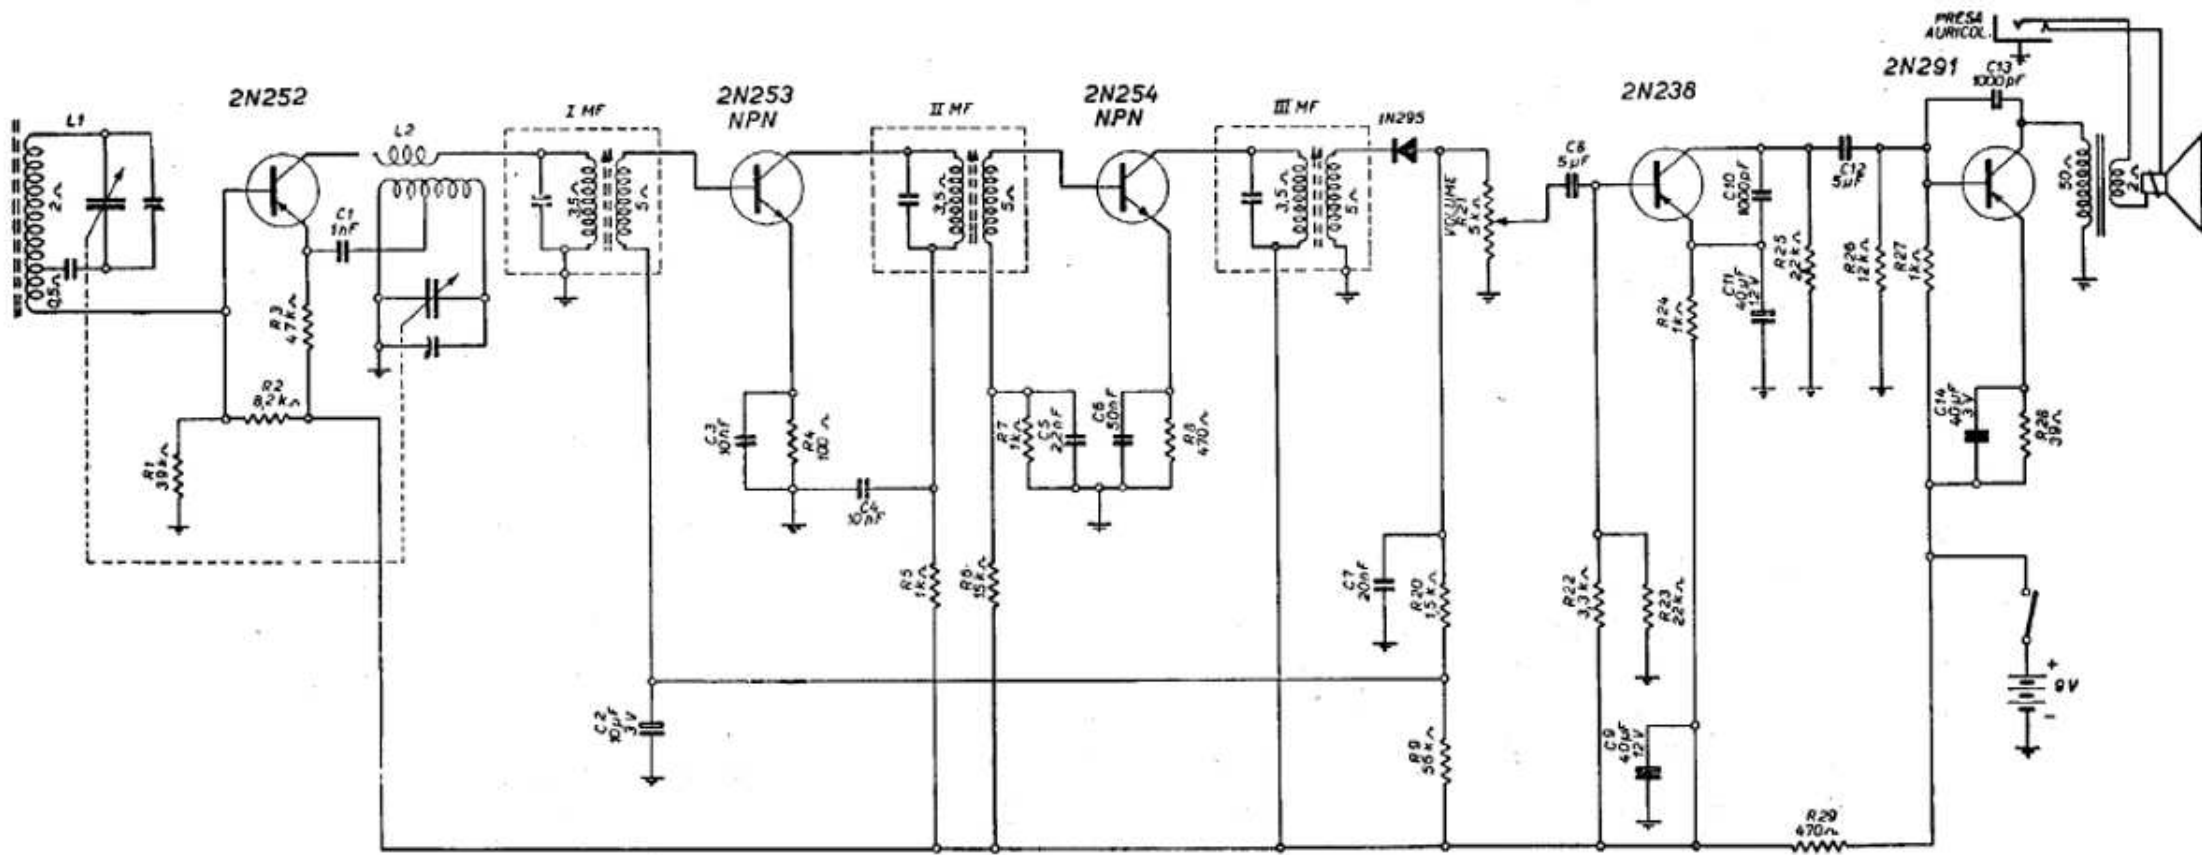 PRESA
AURICOL.
2N252
2N253
NPN
2N254
NPN
2N238
2N291
C13
1000pF
L1
2Ω
0,5Ω
L2
C1
1nF
I MF
3,5Ω
5Ω
II MF
3,5Ω
5Ω
III MF
3,5Ω
5Ω
1N295
VOLUME
R21
5kΩ
C8
5µF
C10
1000pF
C11
40µF
12V
R25
2,2kΩ
C12
5µF
R26
12kΩ
R27
1kΩ
50Ω
2Ω
R3
47kΩ
R2
8,2kΩ
R1
39kΩ
C3
10nF
R4
100Ω
C4
10nF
R7
1kΩ
C5
22nF
C6
50nF
R8
470Ω
R24
1kΩ
C14
40µF
3V
R28
39Ω
R5
1kΩ
R6
15kΩ
C7
20nF
R20
1,5kΩ
R22
3,3kΩ
R23
22kΩ
C2
10µF
3V
R9
56kΩ
C9
40µF
12V
+
9V
-
R29
470Ω